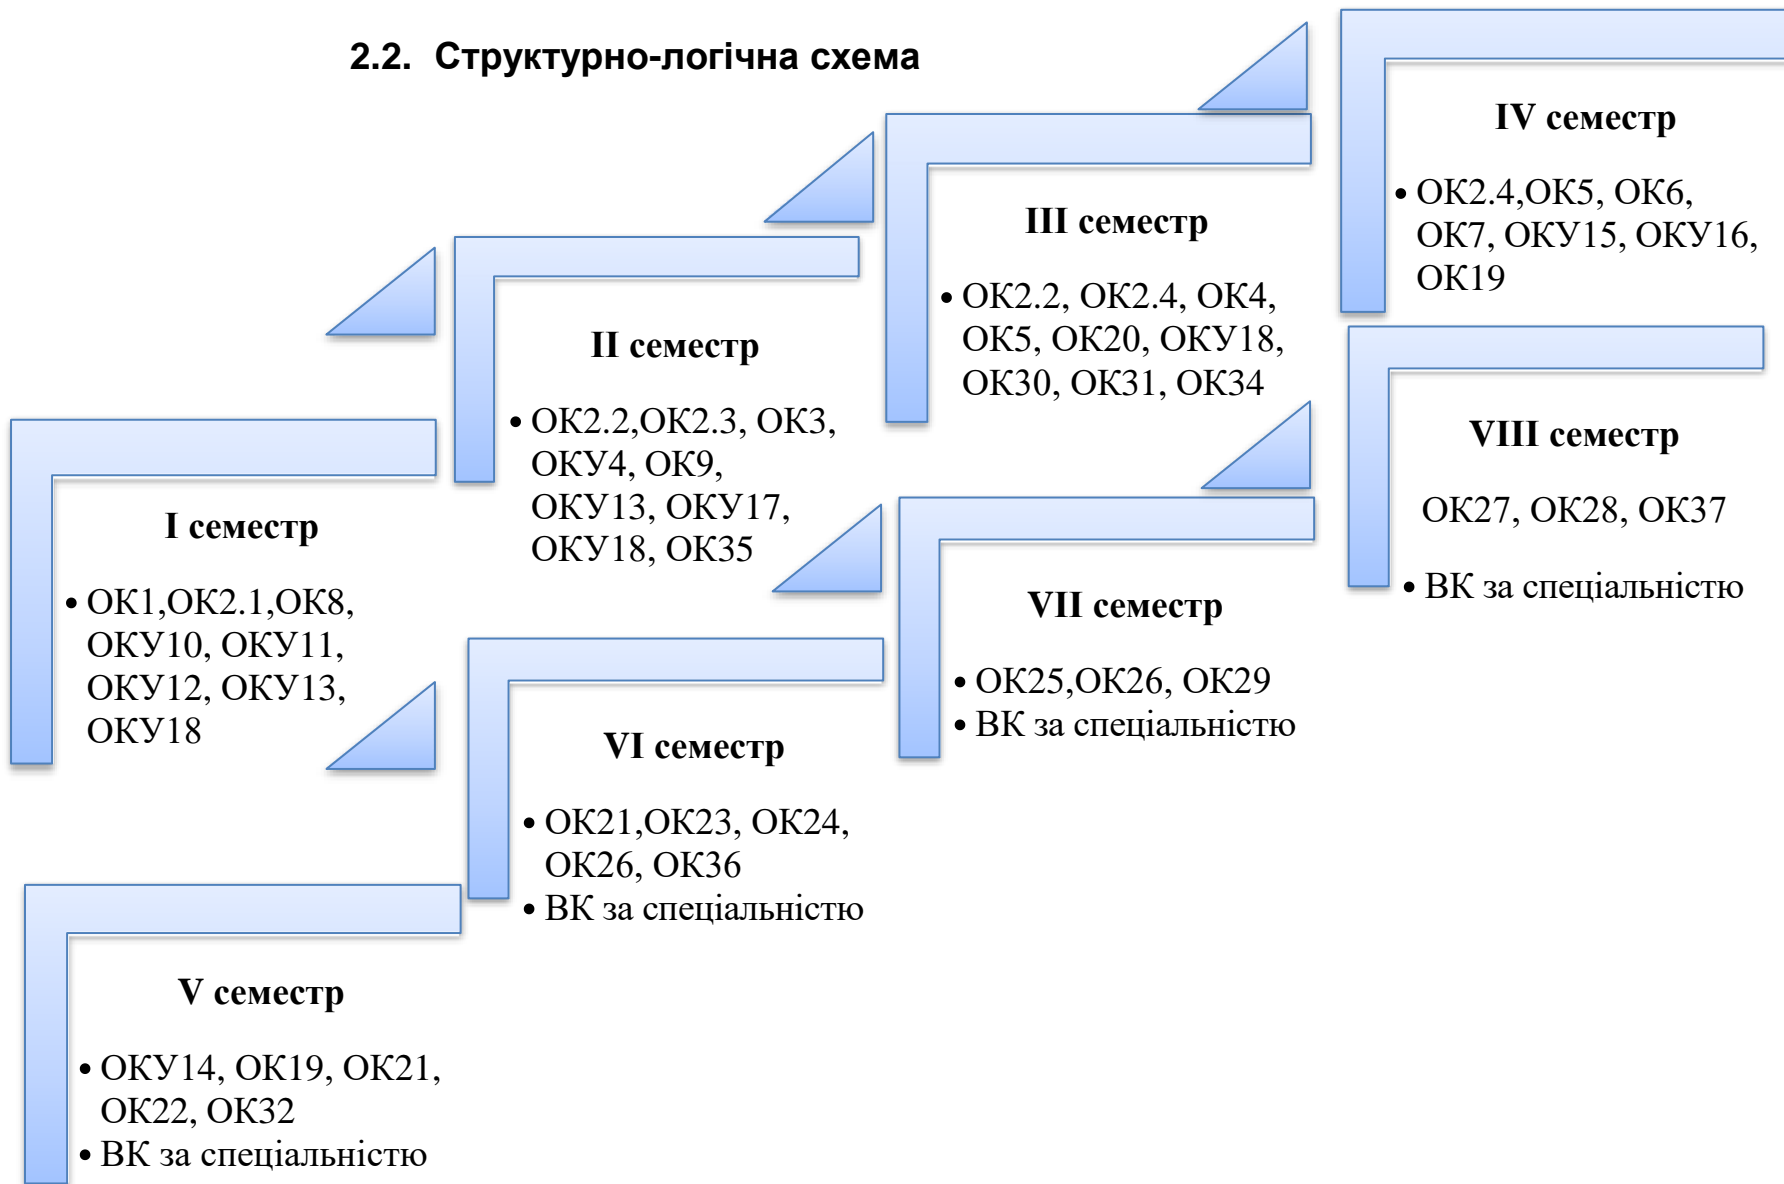 2.2. Структурно-логічна схема
I семестр
• ОК1,ОК2.1,ОК8,
ОКУ10, ОКУ11,
ОКУ12, ОКУ13,
ОКУ18
II семестр
• ОК2.2,ОК2.3, ОК3,
ОКУ4, ОК9,
ОКУ13, ОКУ17,
ОКУ18, ОК35
III семестр
• ОК2.2, ОК2.4, ОК4,
ОК5, ОК20, ОКУ18,
ОК30, ОК31, ОК34
IV семестр
• ОК2.4,ОК5, ОК6,
ОК7, ОКУ15, ОКУ16,
ОК19
V семестр
• ОКУ14, ОК19, ОК21,
ОК22, ОК32
• ВК за спеціальністю
VI семестр
• ОК21,ОК23, ОК24,
ОК26, ОК36
• ВК за спеціальністю
VII семестр
• ОК25,ОК26, ОК29
• ВК за спеціальністю
VIII семестр
ОК27, ОК28, ОК37
• ВК за спеціальністю